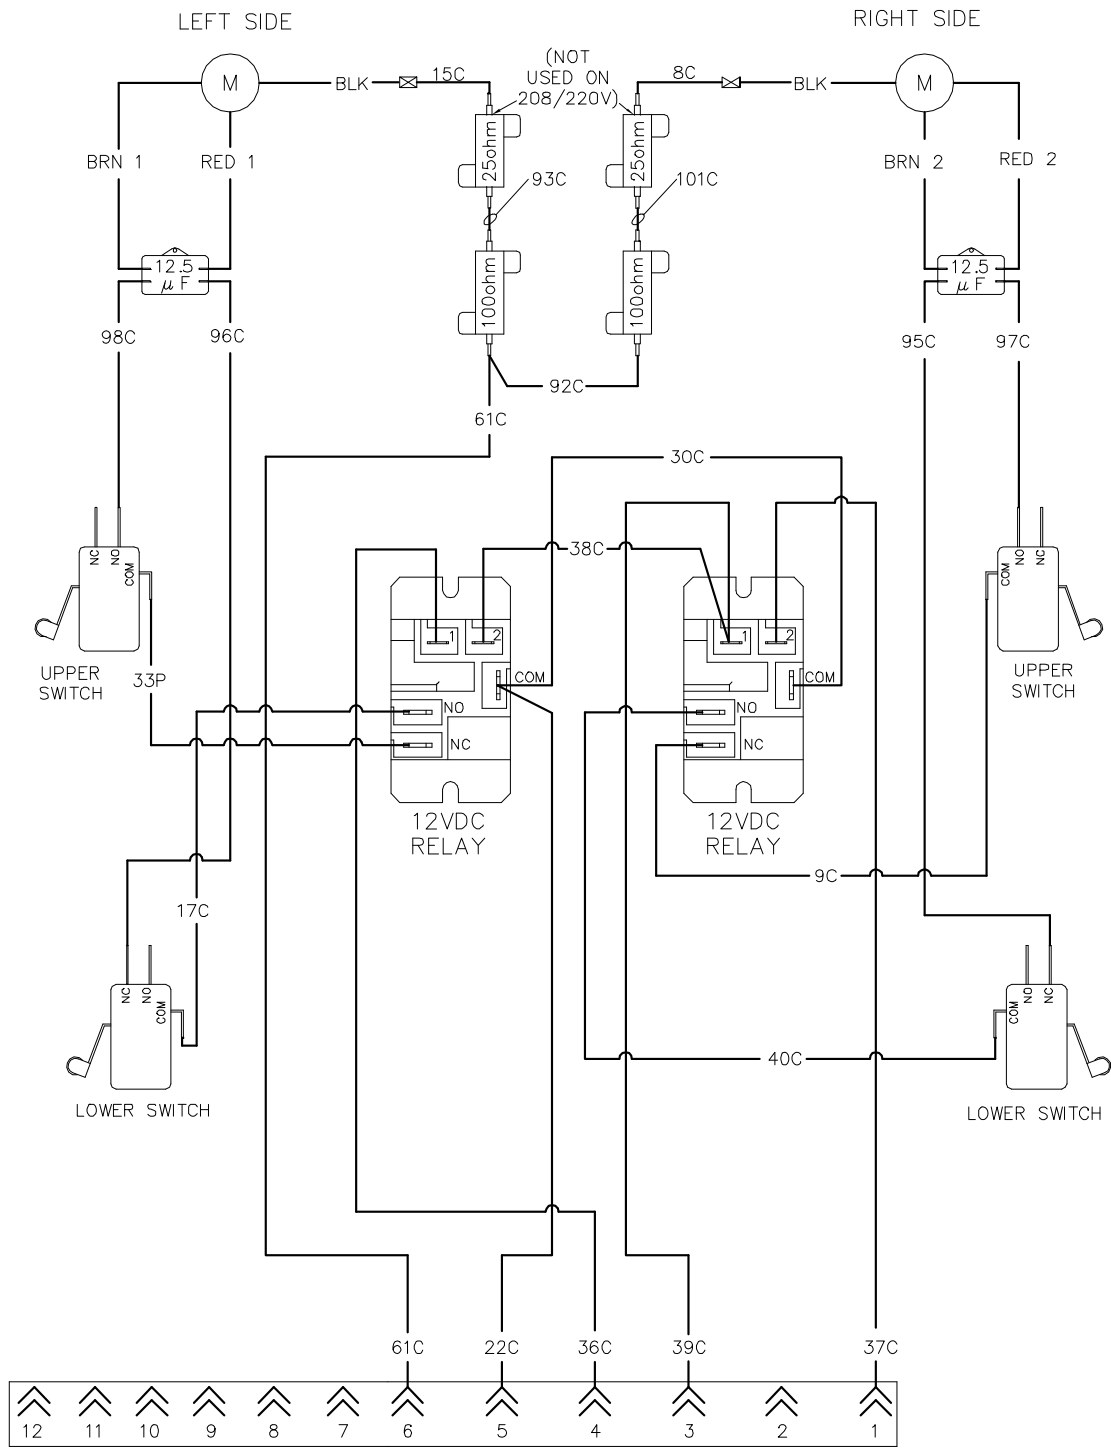 LEFT SIDE
RIGHT SIDE
(NOT
USED ON
208/220V)
M
BLK
15C
8C
BLK
M
BRN 1
RED 1
25ohm
25ohm
BRN 2
RED 2
93C
101C
12.5
µ F
100ohm
100ohm
12.5
µ F
98C
96C
95C
97C
92C
61C
30C
38C
NC
NO
COM
NO
NC
COM
1
2
1
2
UPPER
SWITCH
33P
COM
COM
UPPER
SWITCH
NO
NO
NC
NC
12VDC
RELAY
12VDC
RELAY
9C
17C
NC
NO
COM
COM
NO
NC
40C
LOWER SWITCH
LOWER SWITCH
61C
22C
36C
39C
37C
12
11
10
9
8
7
6
5
4
3
2
1